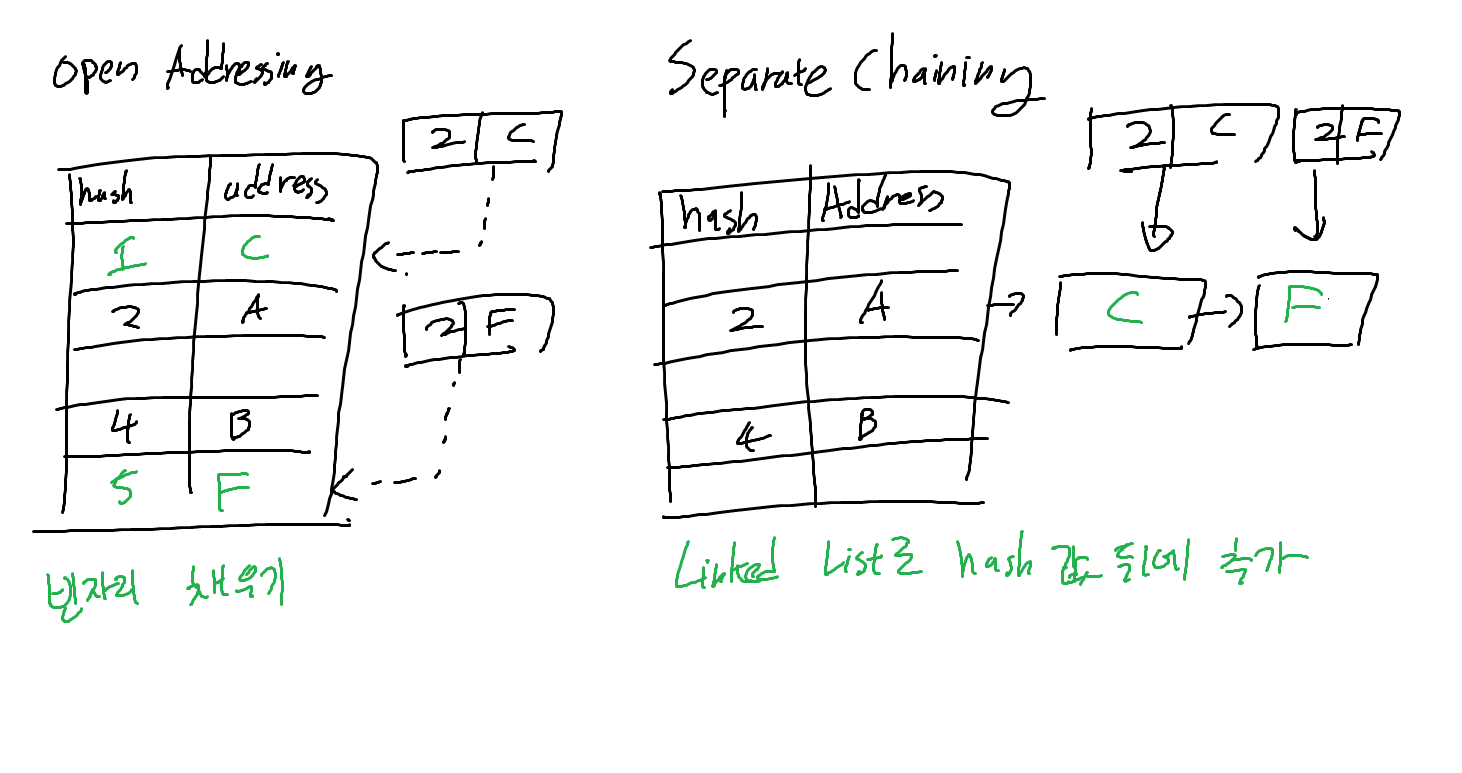 Open Addressing
2 C
hash address
I C
2 A
2 F
4 B
5 F
빈자리 채우기
Separate Chaining
2 C
2 F
hash Address
2 A
C
F
4 B
Linked List로 hash 값 뒤에 추가